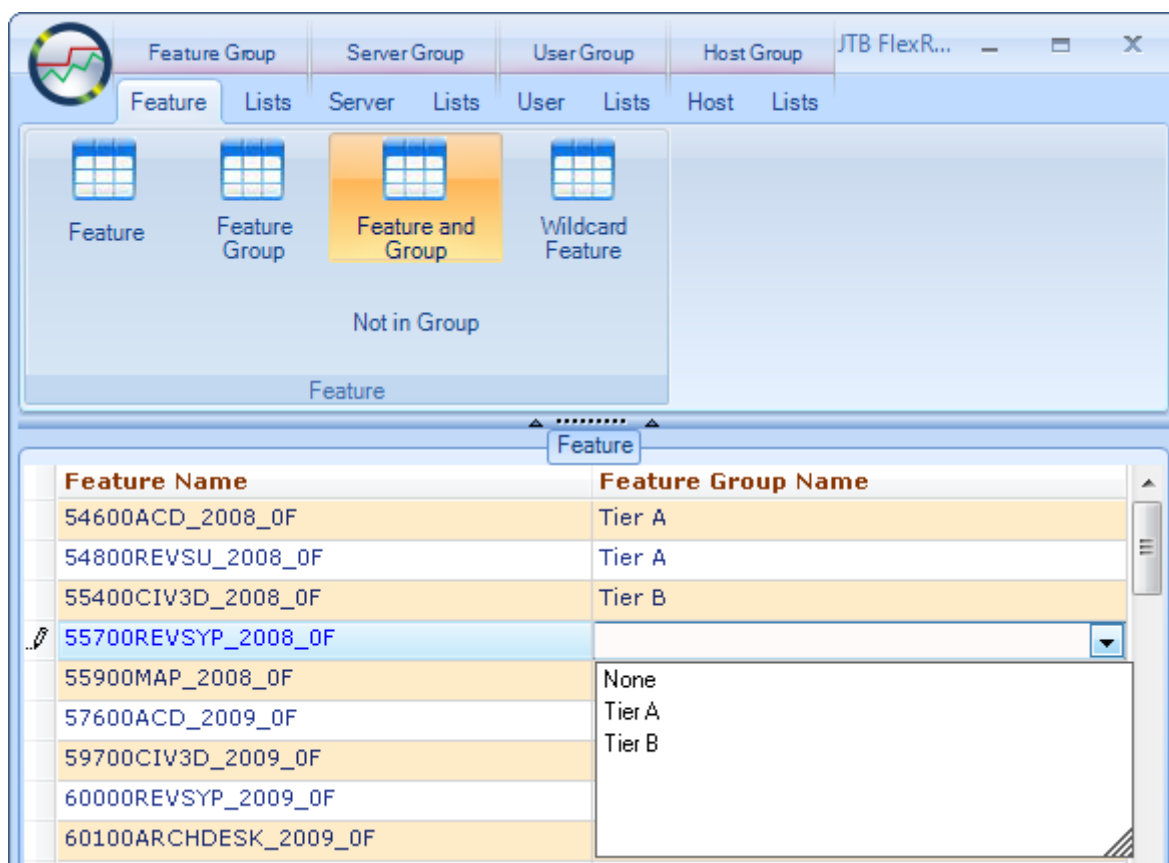 JTB FlexR...
Feature Group Server Group User Group Host Group
Feature Lists Server Lists User Lists Host Lists
Feature
Feature
Group
Feature and
Group
Wildcard
Feature
Not in Group
Feature
Feature
Feature Name Feature Group Name
54600ACD_2008_0F Tier A
54800REVSU_2008_0F Tier A
55400CIV3D_2008_0F Tier B
55700REVSYP_2008_0F
55900MAP_2008_0F None
57600ACD_2009_0F Tier A
59700CIV3D_2009_0F Tier B
60000REVSYP_2009_0F
60100ARCHDESK_2009_0F